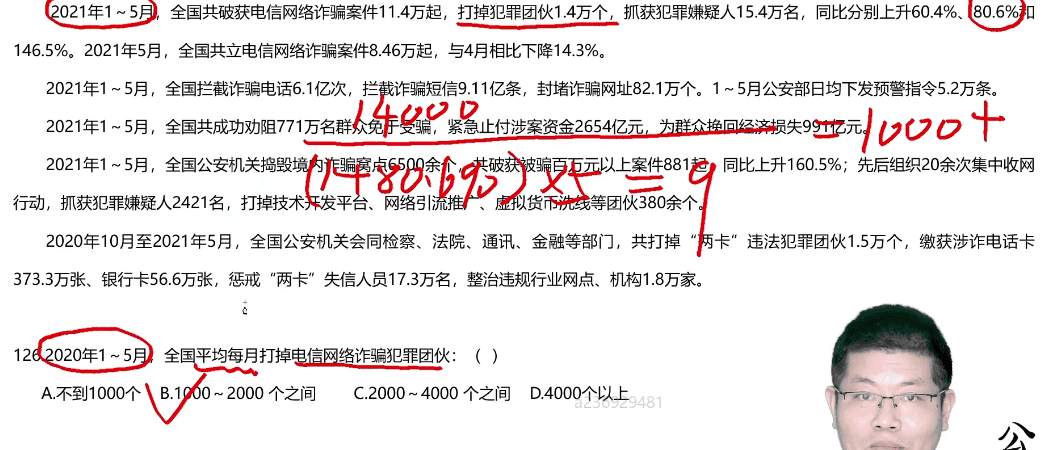 2021年1～5月，全国共破获电信网络诈骗案件11.4万起，打掉犯罪团伙1.4万个，抓获犯罪嫌疑人15.4万名，同比分别上升60.4%、80.6%和
146.5%。2021年5月，全国共立电信网络诈骗案件8.46万起，与4月相比下降14.3%。
2021年1～5月，全国拦截诈骗电话6.1亿次，拦截诈骗短信9.11亿条，封堵诈骗网址82.1万个。1～5月公安部日均下发预警指令5.2万条。
14000
2021年1～5月，全国共成功劝阻771万名群众免于受骗，紧急止付涉案资金2654亿元，为群众挽回经济损失991亿元。
=1000+
2021年1～5月，全国公安机关捣毁境内诈骗窝点6500余个，共破获被骗百万元以上案件881起，同比上升160.5%；先后组织20余次集中收网
(1+80.6%)×5=9
行动，抓获犯罪嫌疑人2421名，打掉技术开发平台、网络引流推广、虚拟货币洗线等团伙380余个。
2020年10月至2021年5月，全国公安机关会同检察、法院、通讯、金融等部门，共打掉“两卡”违法犯罪团伙1.5万个，缴获涉诈电话卡
373.3万张、银行卡56.6万张，惩戒“两卡”失信人员17.3万名，整治违规行业网点、机构1.8万家。
126.2020年1～5月，全国平均每月打掉电信网络诈骗犯罪团伙：（ ）
A.不到1000个 B.1000～2000 个之间 C.2000～4000 个之间 D.4000个以上
a236929481
公